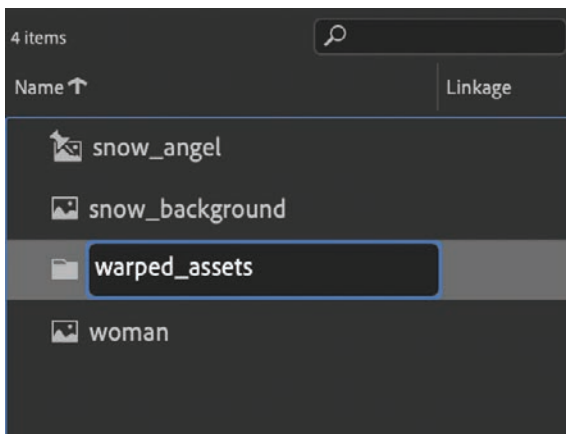 4 items
Name Linkage
snow_angel
snow_background
warped_assets
woman